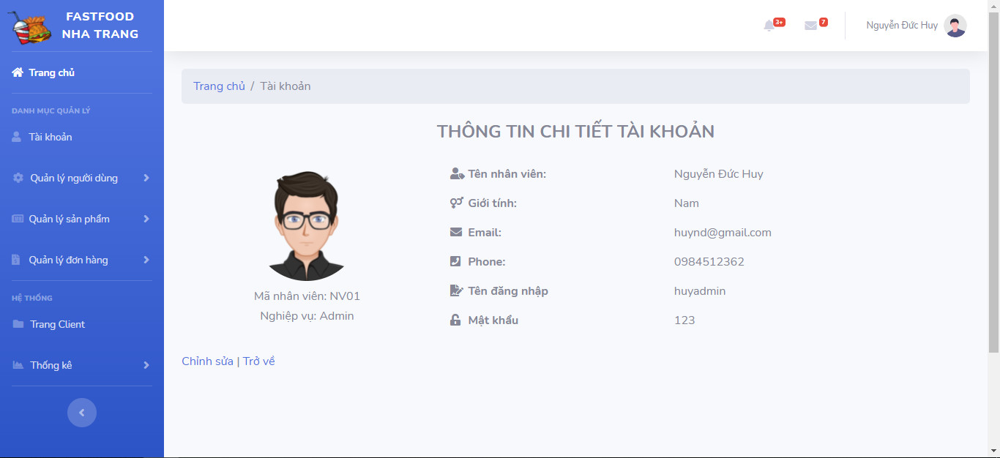 FASTFOOD
NHA TRANG
3+
7
Nguyễn Đức Huy
Trang chủ
DANH MỤC QUẢN LÝ
Tài khoản
Quản lý người dùng
Quản lý sản phẩm
Quản lý đơn hàng
HỆ THỐNG
Trang Client
Thống kê
Trang chủ / Tài khoản
THÔNG TIN CHI TIẾT TÀI KHOẢN
Mã nhân viên: NV01
Nghiệp vụ: Admin
Tên nhân viên: Nguyễn Đức Huy
Giới tính: Nam
Email: huynd@gmail.com
Phone: 0984512362
Tên đăng nhập huyadmin
Mật khẩu 123
Chỉnh sửa | Trở về